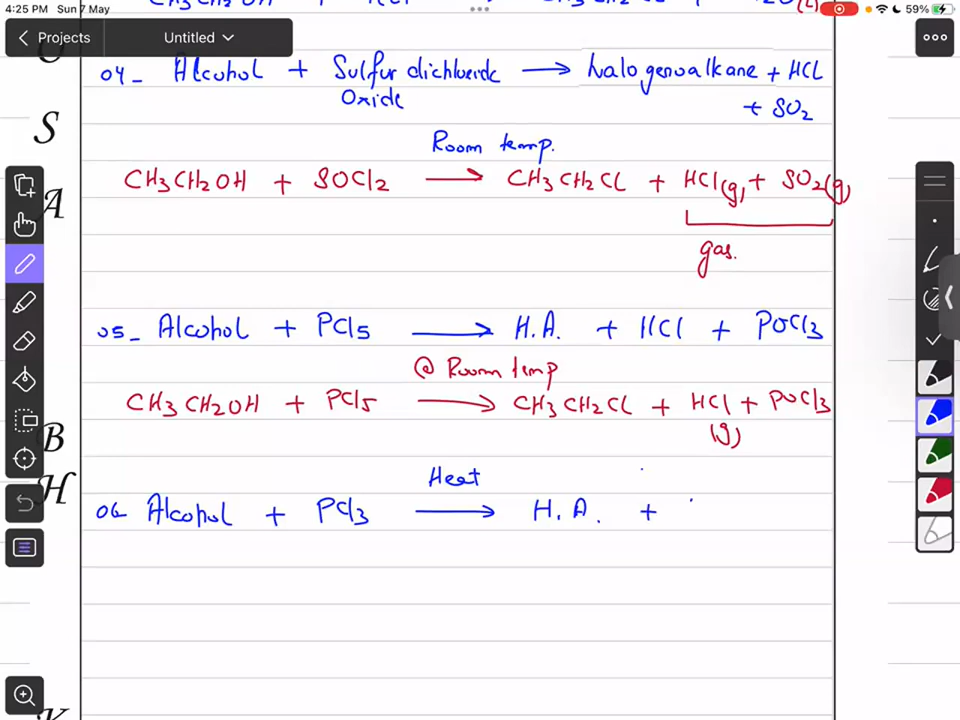 4:25 PM Sun 7 May
59%
Projects
Untitled
S
A
B
H
04_ Alcohol + Sulfur dichloride Oxide → halogenoalkane + HCL + SO2
Room temp.
CH3CH2OH + SOCl2 → CH3CH2Cl + HCl(g) + SO2(g)
gas.
05_ Alcohol + PCl5 → H.A. + HCl + POCl3
@ Room temp
CH3CH2OH + PCl5 → CH3CH2Cl + HCl + POCl3
(g)
Heat
06_ Alcohol + PCl3 → H.A. +